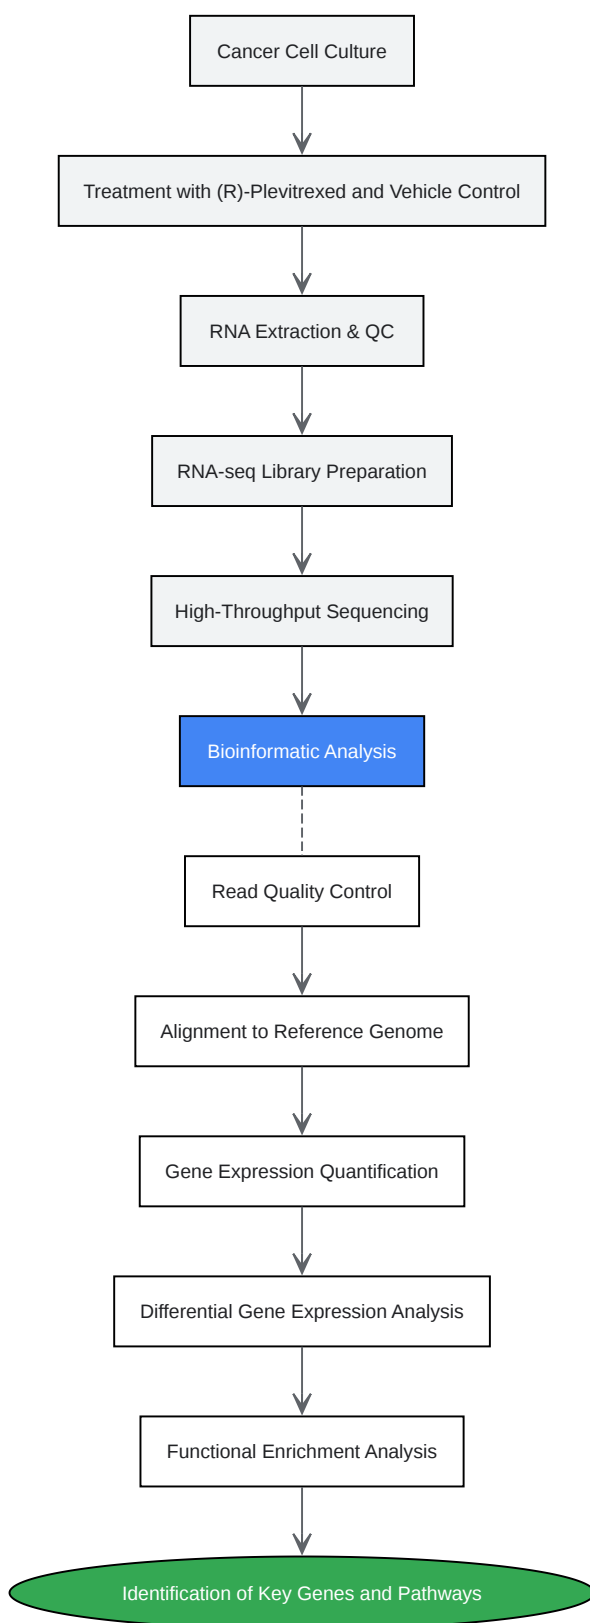 Cancer Cell Culture
Treatment with (R)-Plevitrexed and Vehicle Control
RNA Extraction & QC
RNA-seq Library Preparation
High-Throughput Sequencing
Bioinformatic Analysis
Read Quality Control
Alignment to Reference Genome
Gene Expression Quantification
Differential Gene Expression Analysis
Functional Enrichment Analysis
Identification of Key Genes and Pathways